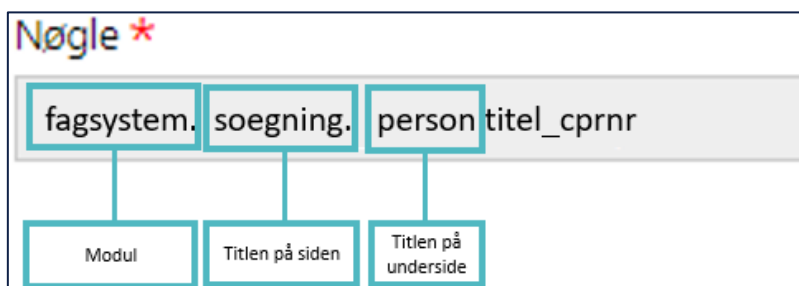 Nøgle *
fagsystem. soegning. person titel_cprnr
Modul
Titlen på siden
Titlen på
underside